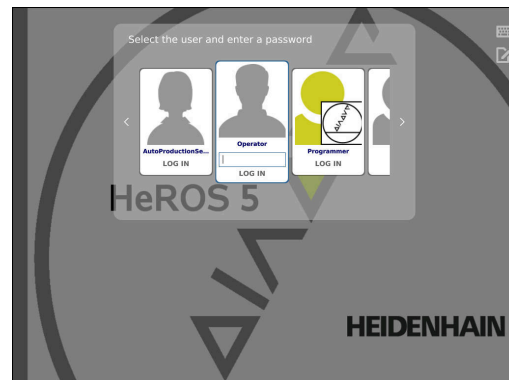 Select the user and enter a password
AutoProductionSe...
LOG IN
Operator
LOG IN
Programmer
LOG IN
HeROS 5
HEIDENHAIN